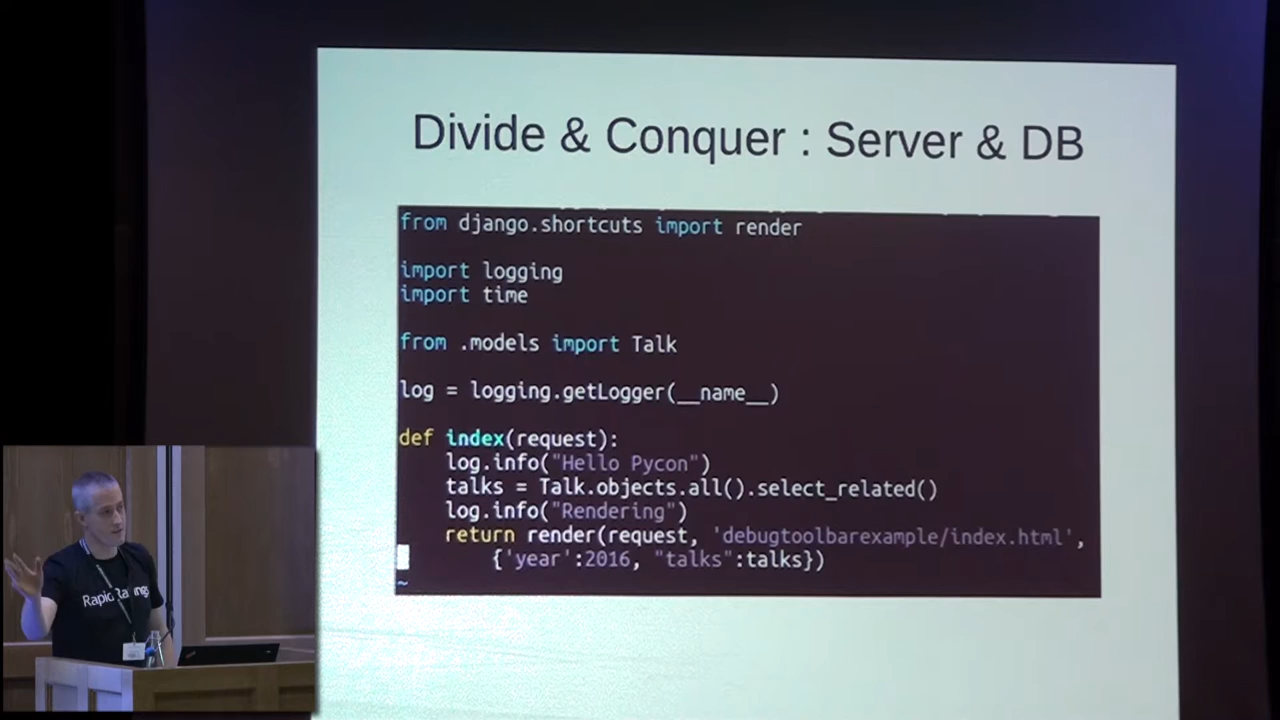 Divide & Conquer : Server & DB
from django.shortcuts import render
import logging
import time
from .models import Talk
log = logging.getLogger(__name__)
def index(request):
log.info("Hello Pycon")
talks = Talk.objects.all().select_related()
log.info("Rendering")
return render(request, 'debugtoolbarexample/index.html',
{'year':2016, "talks":talks})
~